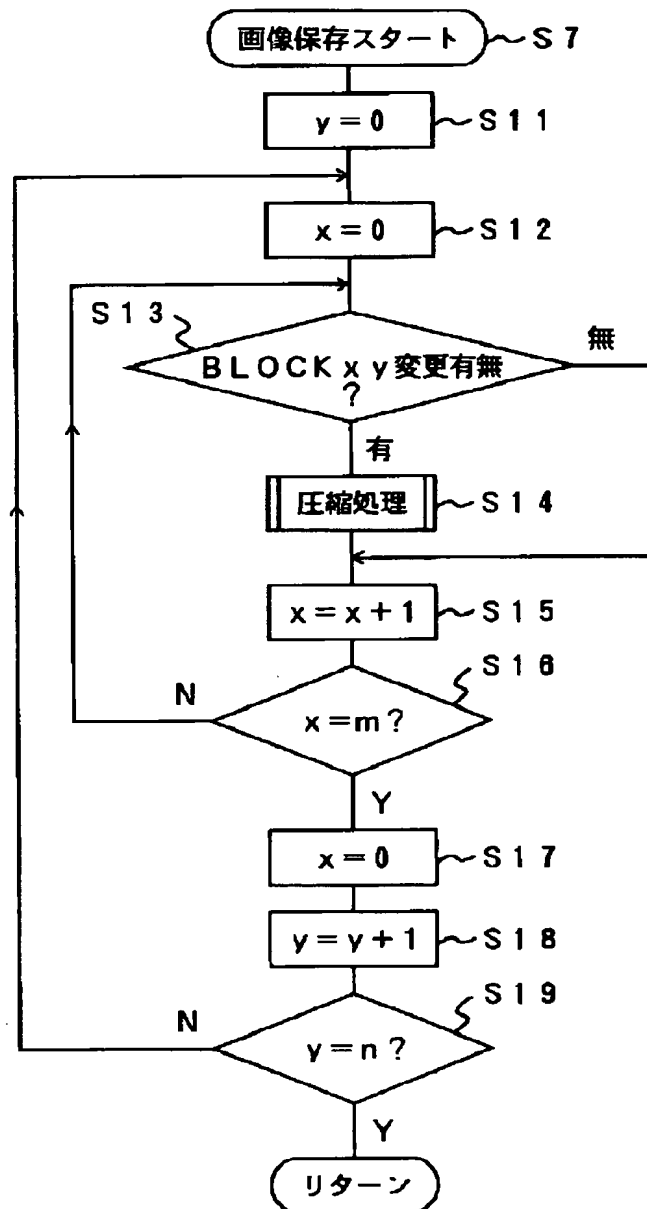 画像保存スタート S7
y=0 S11
x=0 S12
S13
BLOCKxy変更有無
?
無
有
圧縮処理 S14
x=x+1 S15
S16
N
x=m?
Y
x=0 S17
y=y+1 S18
S19
N
y=n?
Y
リターン